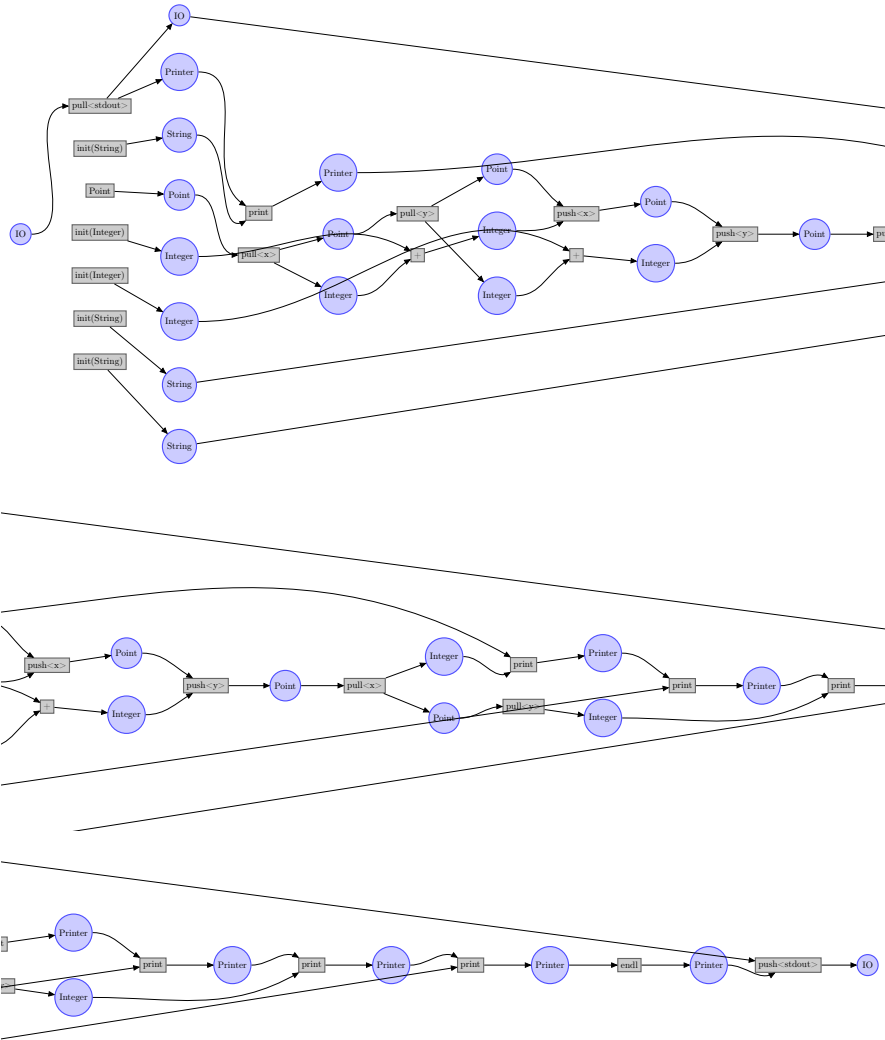 IO
Printer
pull<stdout>
String
init(String)
Printer
Point
Point
Point
Point
print
pull<y>
push<x>
init(Integer)
IO
Point
Integer
push<y>
Point
pu
Integer
pull<x>
+
+
Integer
init(Integer)
Integer
Integer
Integer
init(String)
init(String)
String
String
push<x>
Point
Integer
print
Printer
push<y>
Point
pull<x>
print
Printer
print
+
Integer
Point
pull<y>
Integer
t
Printer
print
Printer
print
Printer
print
Printer
endl
Printer
push<stdout>
IO
Integer